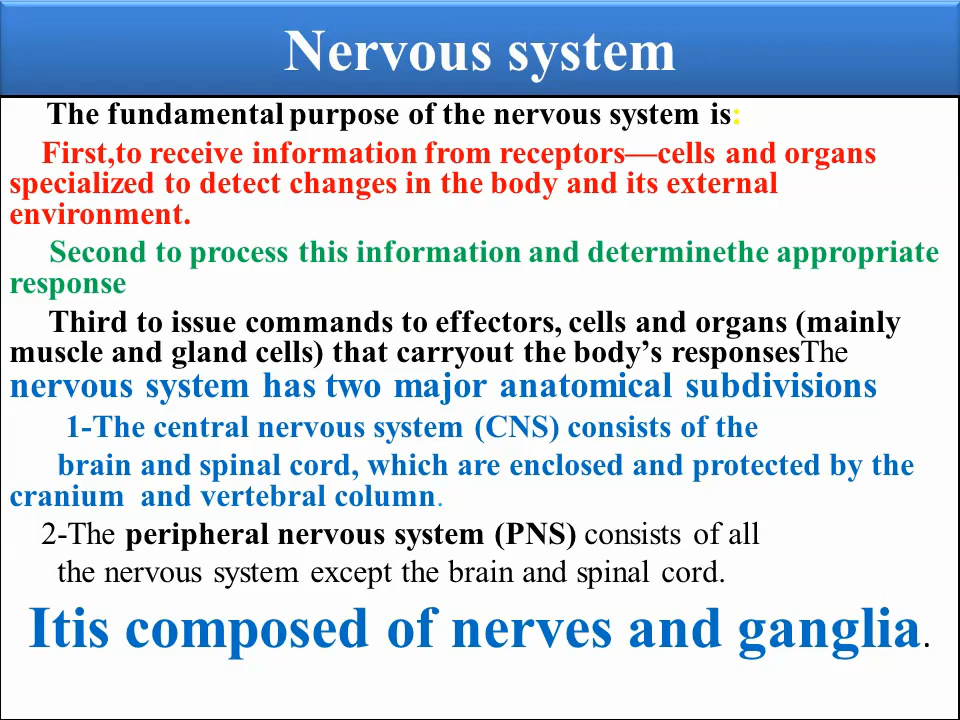 Nervous system
The fundamental purpose of the nervous system is:
First,to receive information from receptors—cells and organs
specialized to detect changes in the body and its external
environment.
Second to process this information and determinethe appropriate
response
Third to issue commands to effectors, cells and organs (mainly
muscle and gland cells) that carryout the body’s responsesThe
nervous system has two major anatomical subdivisions
1-The central nervous system (CNS) consists of the
brain and spinal cord, which are enclosed and protected by the
cranium and vertebral column.
2-The peripheral nervous system (PNS) consists of all
the nervous system except the brain and spinal cord.
Itis composed of nerves and ganglia.